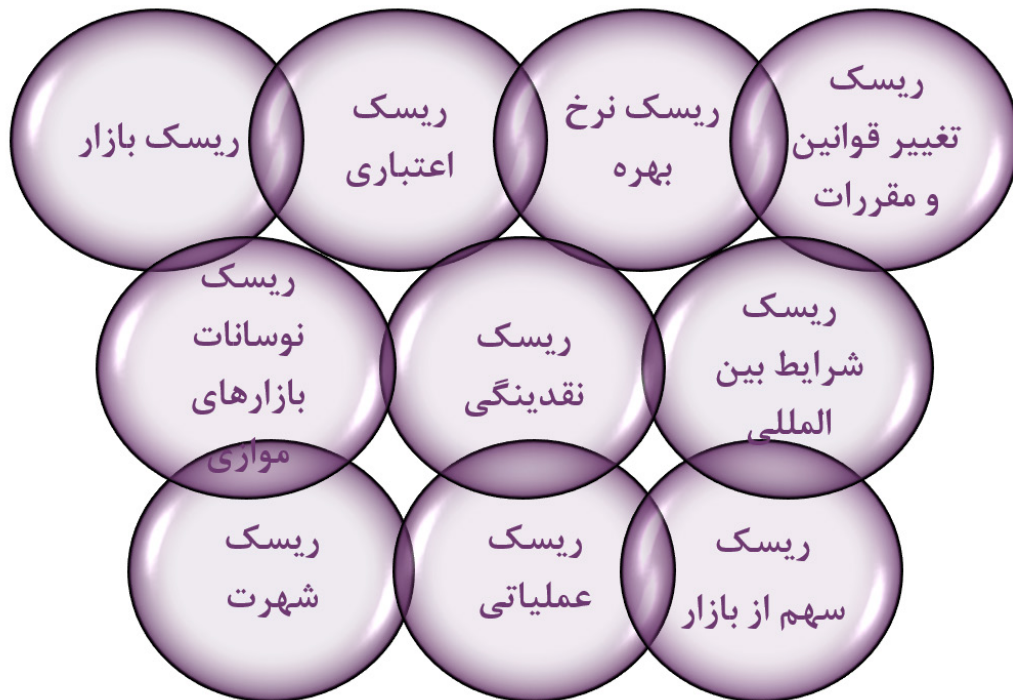 ریسک
تغییر قوانین
و مقررات
ریسک نرخ
بهره
ریسک
اعتباری
ریسک بازار
ریسک
شرایط بین
المللی
ریسک
نقدینگی
ریسک
نوسانات
بازارهای
موازی
ریسک
سهم از بازار
ریسک
عملیاتی
ریسک
شهرت